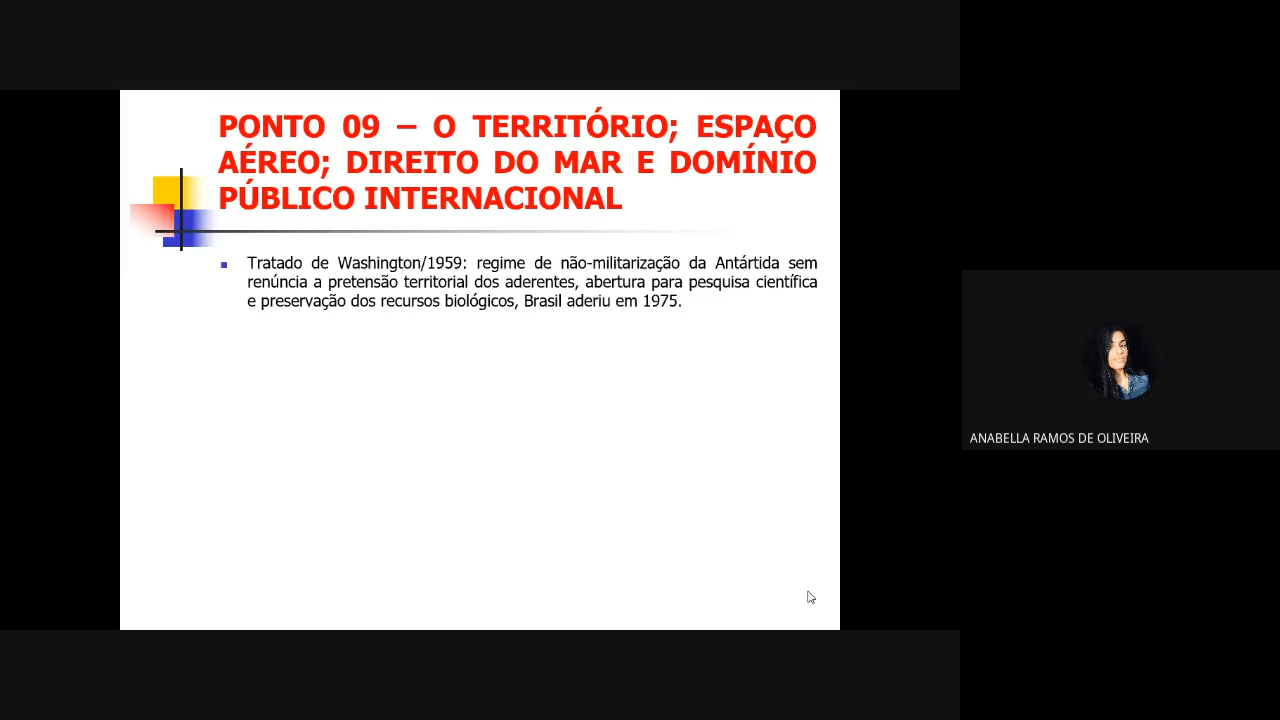 PONTO 09 – O TERRITÓRIO; ESPAÇO
AÉREO; DIREITO DO MAR E DOMÍNIO
PÚBLICO INTERNACIONAL
Tratado de Washington/1959: regime de não-militarização da Antártida sem
renúncia a pretensão territorial dos aderentes, abertura para pesquisa científica
e preservação dos recursos biológicos, Brasil aderiu em 1975.
ANABELLA RAMOS DE OLIVEIRA